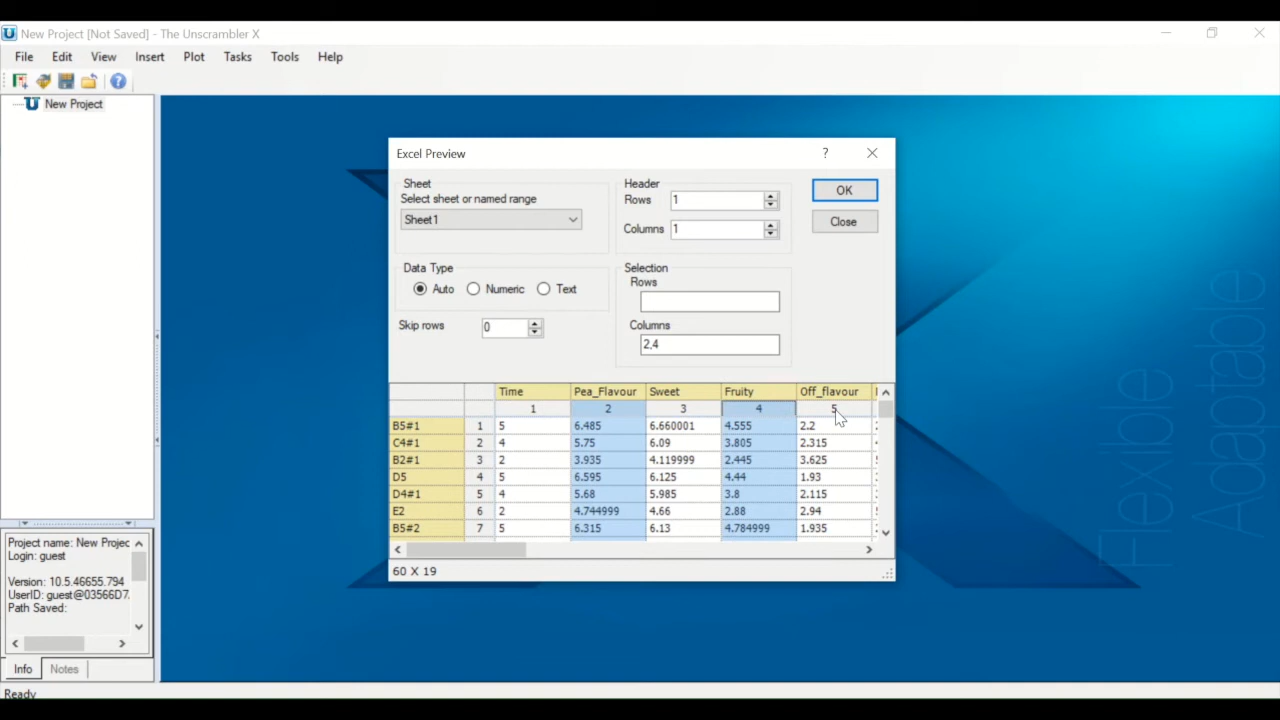 New Project [Not Saved] - The Unscrambler X
File Edit View Insert Plot Tasks Tools Help
New Project
Excel Preview
?
Sheet
Select sheet or named range
Sheet1
Header
Rows 1
Columns 1
OK
Close
Data Type
Auto Numeric Text
Skip rows 0
Selection
Rows
Columns
2,4
Time Pea_Flavour Sweet Fruity Off_flavour
1 2 3 4 5
B5#1 1 5 6.485 6.660001 4.555 2.2
C4#1 2 4 5.75 6.09 3.805 2.315
B2#1 3 2 3.935 4.119999 2.445 3.625
D5 4 5 6.595 6.125 4.44 1.93
D4#1 5 4 5.68 5.985 3.8 2.115
E2 6 2 4.744999 4.66 2.88 2.94
B5#2 7 5 6.315 6.13 4.784999 1.935
60 X 19
Project name: New Projec
Login: guest
Version: 10.5.46655.794
UserID: guest@03566D7.
Path Saved:
Info Notes
Ready
Flexible
Adaptable